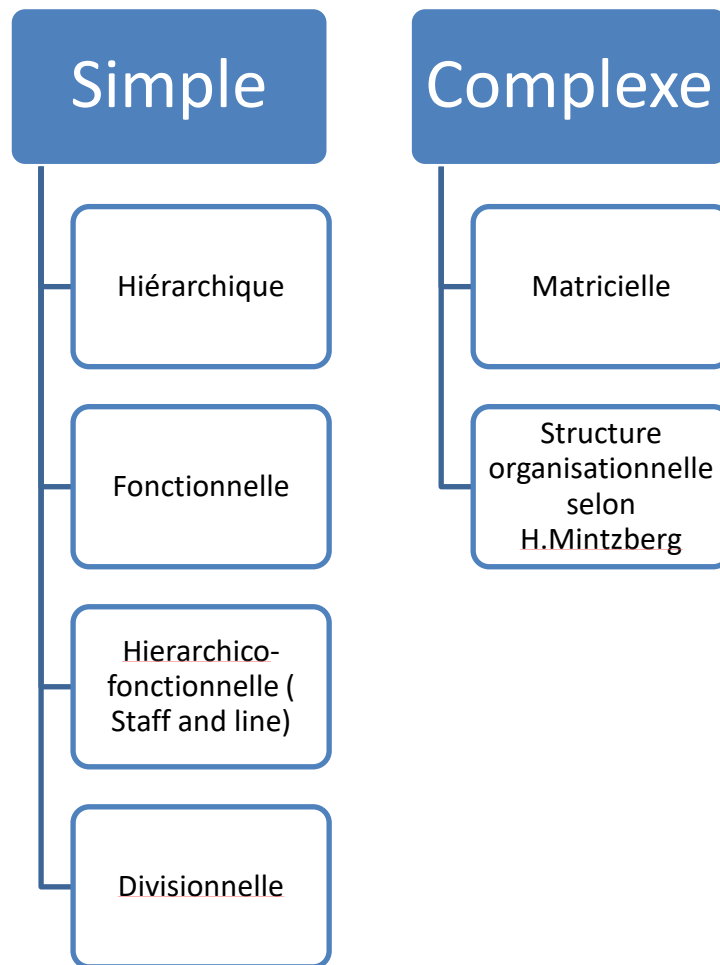 Simple
Hiérarchique
Fonctionnelle
Hierarchico-
fonctionnelle (
Staff and line)
Divisionnelle
Complexe
Matricielle
Structure
organisationnelle
selon
H.Mintzberg